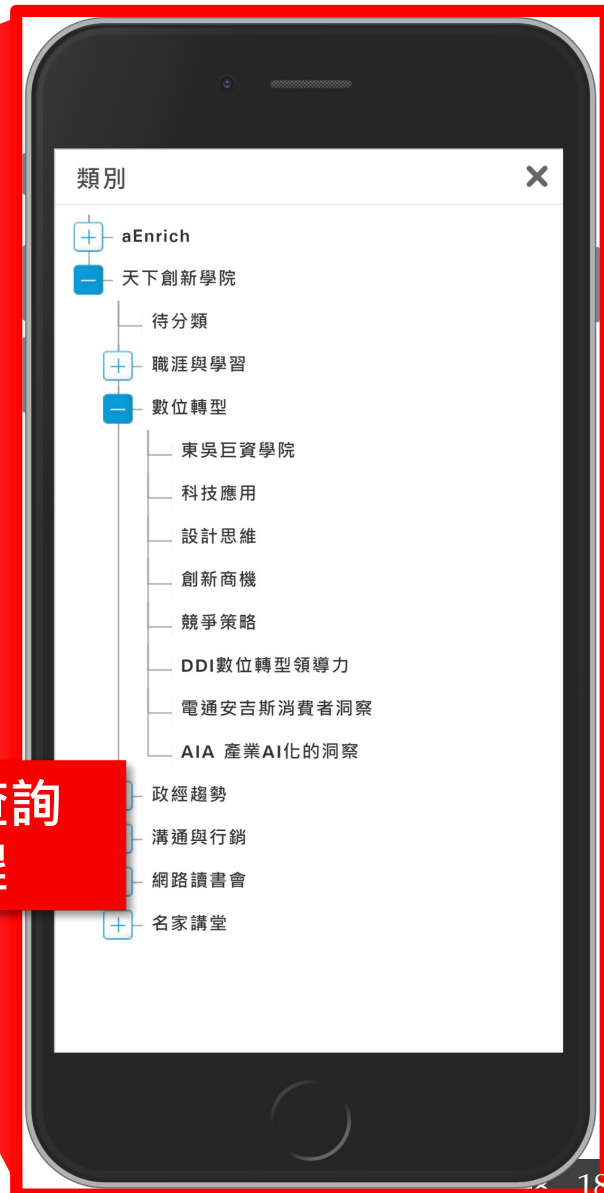 類別
aEnrich
天下創新學院
待分類
職涯與學習
數位轉型
東吳巨資學院
科技應用
設計思維
創新商機
競爭策略
DDI數位轉型領導力
電通安吉斯消費者洞察
AIA 產業AI化的洞察
查詢
程
政經趨勢
溝通與行銷
網路讀書會
名家講堂
18